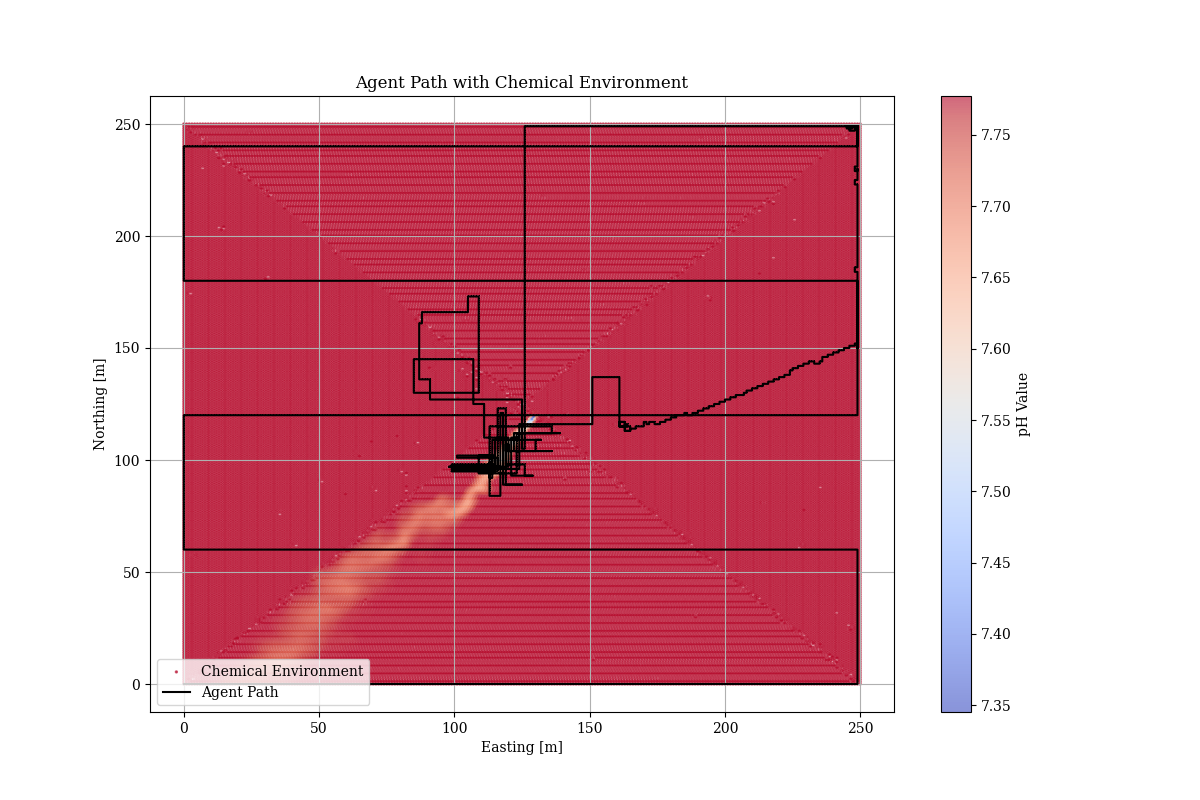 Agent Path with Chemical Environment
250
200
150
100
50
0
Northing [m]
0 50 100 150 200 250
Easting [m]
Chemical Environment
Agent Path
7.75
7.70
7.65
7.60
7.55
7.50
7.45
7.40
7.35
pH Value